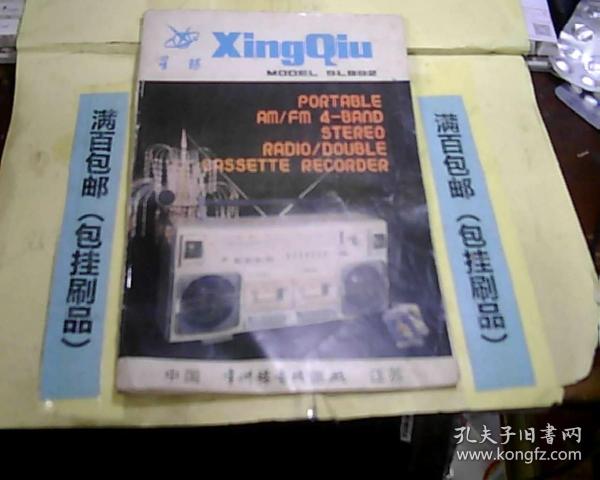 星球
XingQiu
MODEL SL892
PORTABLE
AM/FM 4-BAND
STEREO
RADIO/DOUBLE
CASSETTE RECORDER
中国
江苏
满百包邮(包挂刷品)
满百包邮(包挂刷品)
孔夫子旧书网
www.kongfz.com